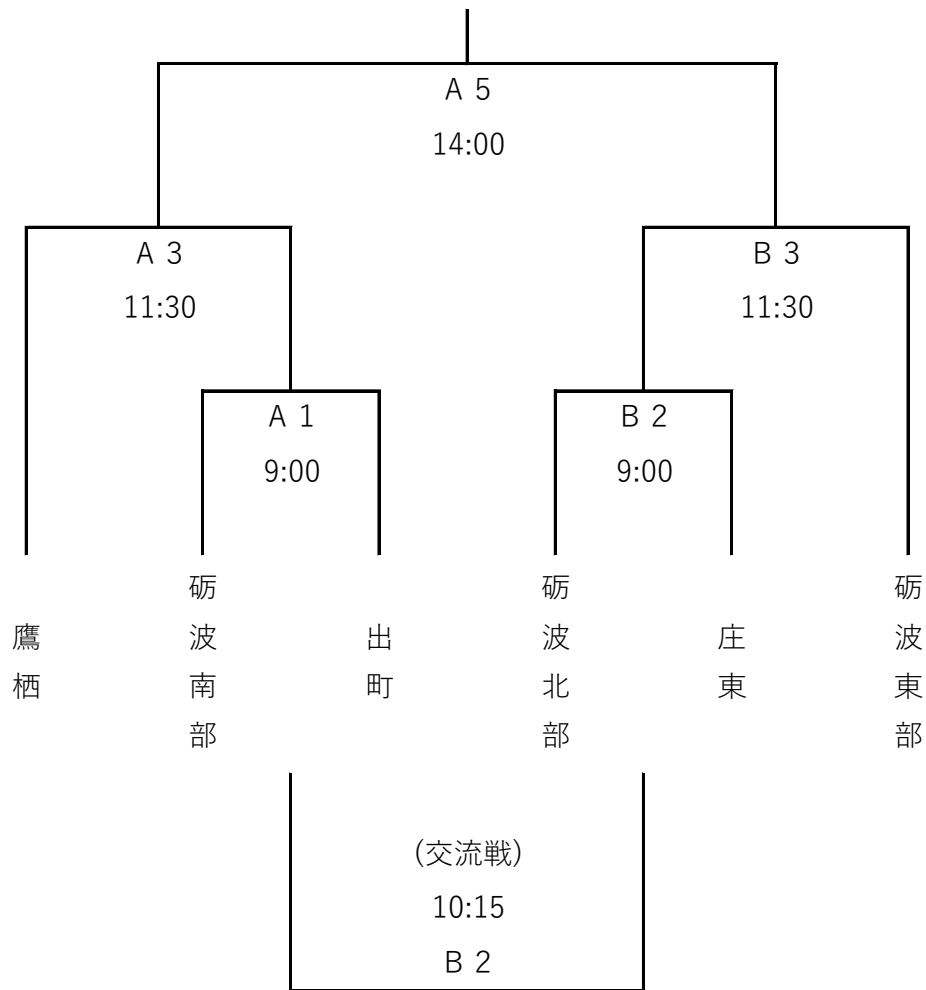 A 5
14:00
A 3
11:30
B 3
11:30
A 1
9:00
B 2
9:00
鷹栖
砺波南部
出町
砺波北部
庄東
砺波東部
(交流戦)
10:15
B 2